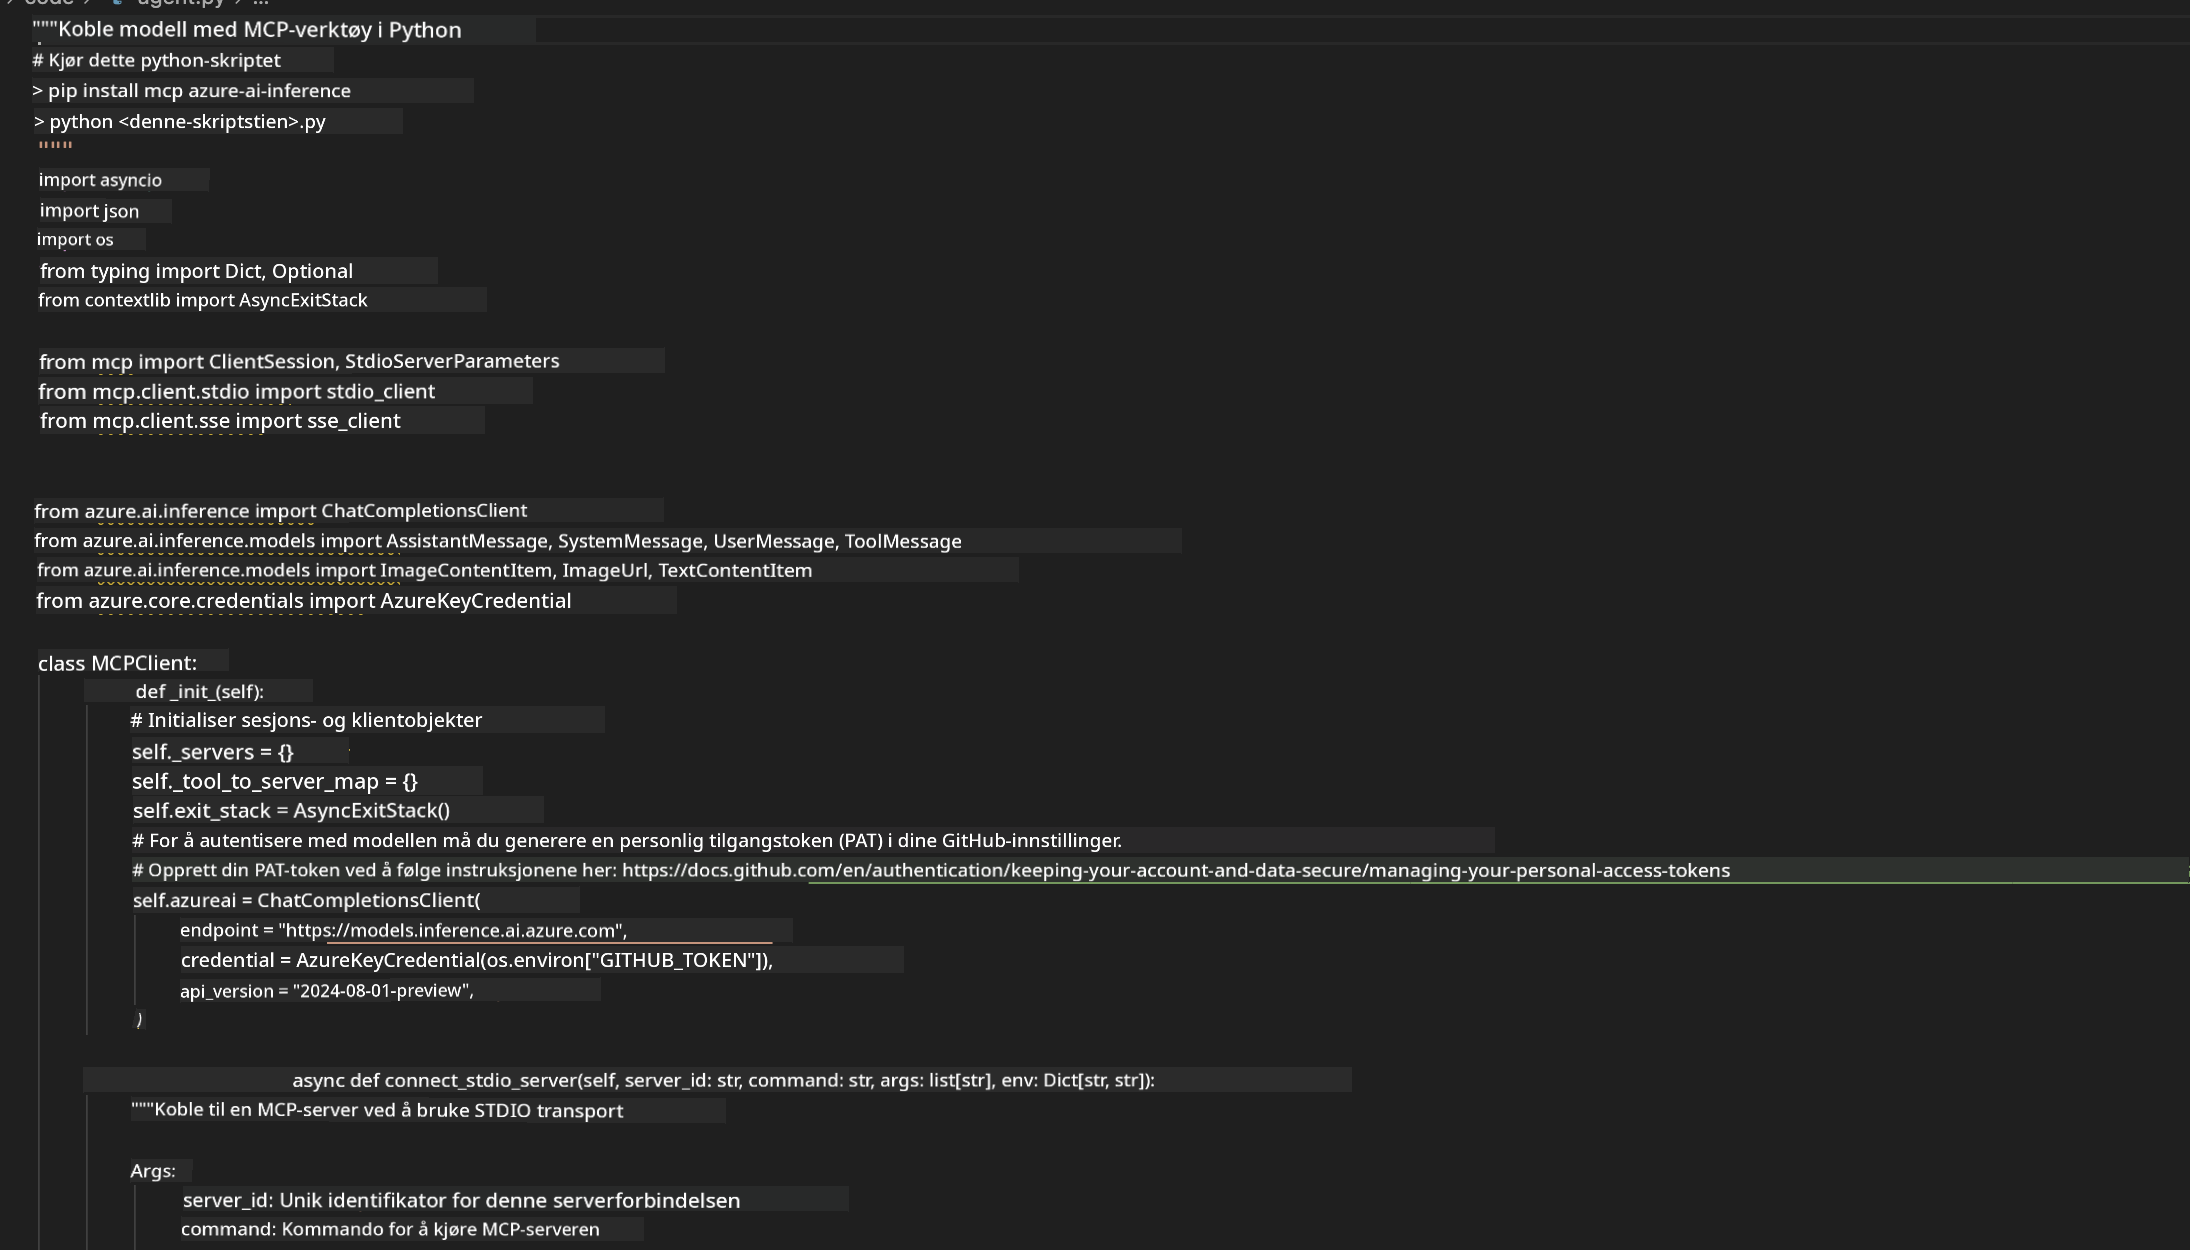 code > agent.py > ...
"""Koble modell med MCP-verktøy i Python
# Kjør dette python-skriptet
> pip install mcp azure-ai-inference
> python <denne-skriptstien>.py
"""
import asyncio
import json
import os
from typing import Dict, Optional
from contextlib import AsyncExitStack
from mcp import ClientSession, StdioServerParameters
from mcp.client.stdio import stdio_client
from mcp.client.sse import sse_client
from azure.ai.inference import ChatCompletionsClient
from azure.ai.inference.models import AssistantMessage, SystemMessage, UserMessage, ToolMessage
from azure.ai.inference.models import ImageContentItem, ImageUrl, TextContentItem
from azure.core.credentials import AzureKeyCredential
class MCPClient:
def _init_(self):
# Initialiser sesjons- og klientobjekter
self._servers = {}
self._tool_to_server_map = {}
self.exit_stack = AsyncExitStack()
# For å autentisere med modellen må du generere en personlig tilgangstoken (PAT) i dine GitHub-innstillinger.
# Opprett din PAT-token ved å følge instruksjonene her: https://docs.github.com/en/authentication/keeping-your-account-and-data-secure/managing-your-personal-access-tokens
self.azureai = ChatCompletionsClient(
endpoint = "https://models.inference.ai.azure.com",
credential = AzureKeyCredential(os.environ["GITHUB_TOKEN"]),
api_version = "2024-08-01-preview",
)
async def connect_stdio_server(self, server_id: str, command: str, args: list[str], env: Dict[str, str]):
"""Koble til en MCP-server ved å bruke STDIO transport
Args:
server_id: Unik identifikator for denne serverforbindelsen
command: Kommando for å kjøre MCP-serveren